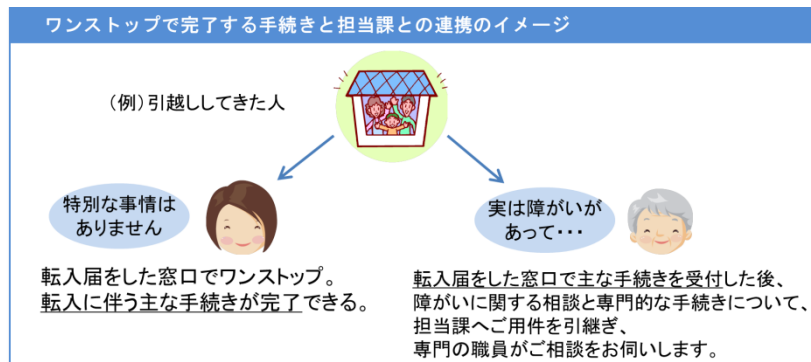 ワンストップで完了する手続きと担当課との連携のイメージ
（例）引越ししてきた人
特別な事情は
ありません
転入届をした窓口でワンストップ。
転入に伴う主な手続きが完了できる。
実は障がいが
あって・・・
転入届をした窓口で主な手続きを受付した後、
障がいに関する相談と専門的な手続きについて、
担当課へご用件を引継ぎ、
専門の職員がご相談をお伺いします。